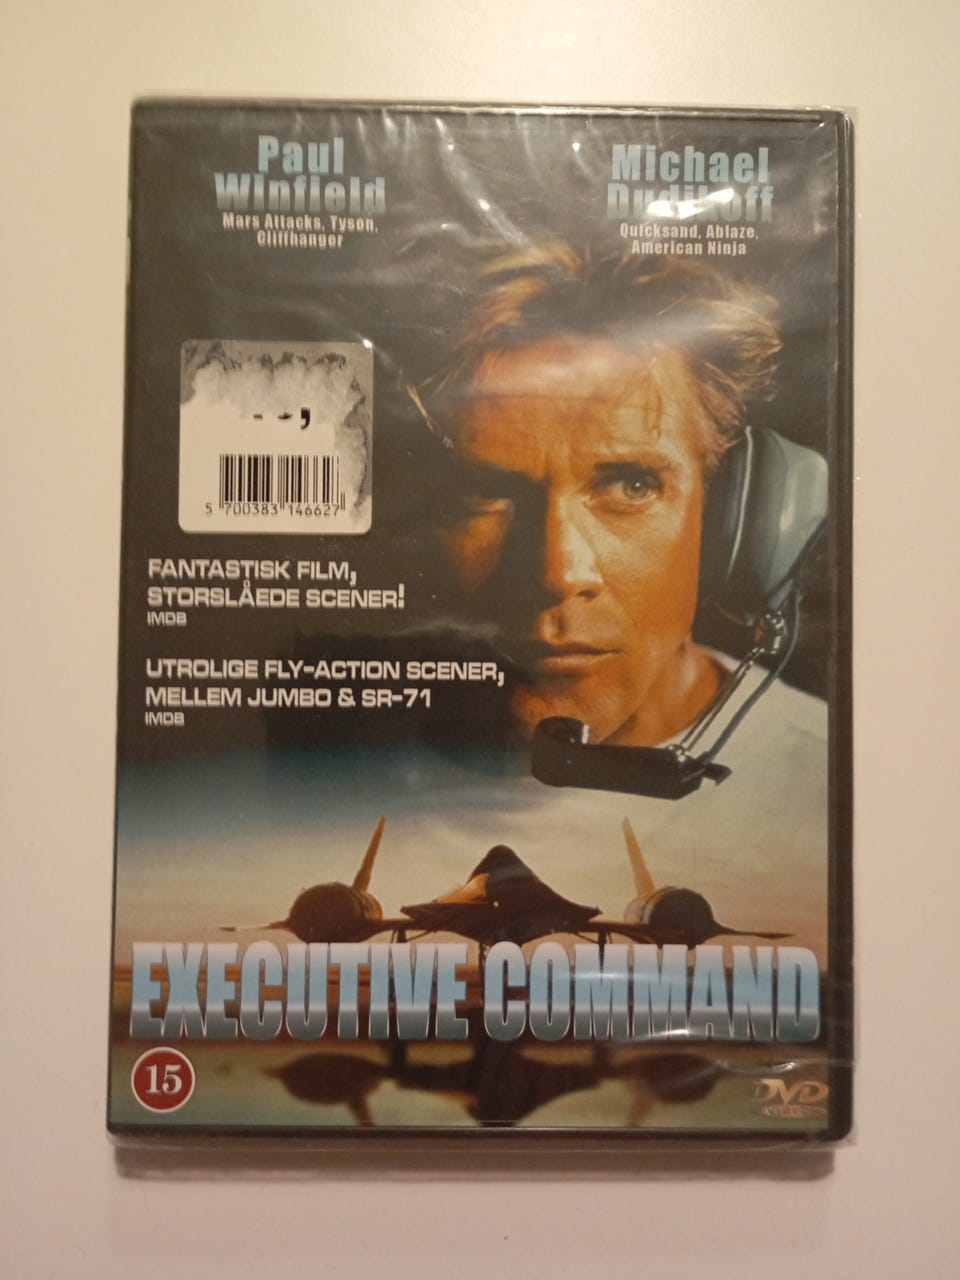 Paul
Winfield
Mars Attacks, Tyson,
Cliffhanger
Michael
Dudikoff
Quicksand, Ablaze,
American Ninja
5 700383 146627
FANTASTISK FILM,
STORSLÅEDE SCENER!
IMDB
UTROLIGE FLY-ACTION SCENER,
MELLEM JUMBO & SR-71
IMDB
EXECUTIVE COMMAND
15
DVD
VIDEO